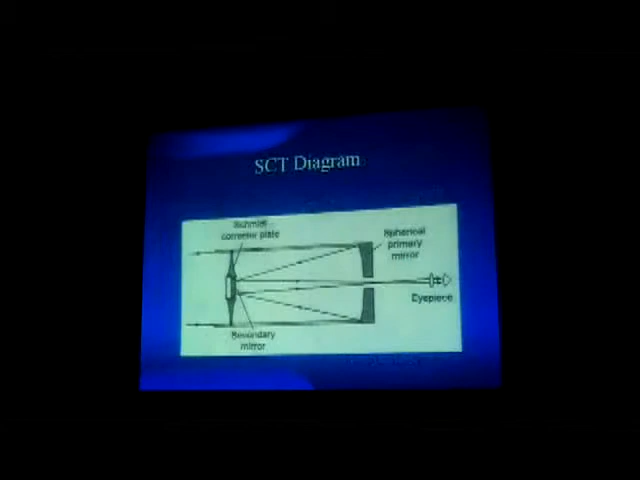 SCT Diagram
Schmidt
corrector plate
Spherical
primary
mirror
Eyepiece
Secondary
mirror